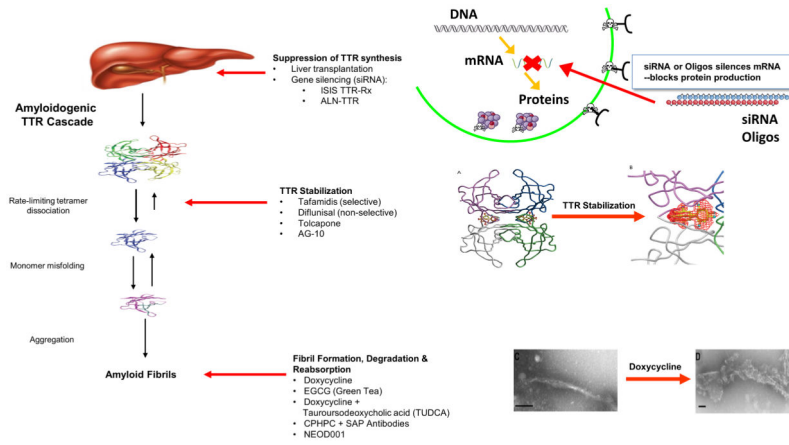 Amyloidogenic
TTR Cascade
Rate-limiting tetramer
dissociation
Monomer misfolding
Aggregation
Amyloid Fibrils
Suppression of TTR synthesis
• Liver transplantation
• Gene silencing (siRNA):
• ISIS TTR-Rx
• ALN-TTR
TTR Stabilization
• Tafamidis (selective)
• Diflunisal (non-selective)
• Tolcapone
• AG-10
Fibril Formation, Degradation &
Reabsorption
• Doxycycline
• EGCG (Green Tea)
• Doxycycline +
Tauroursodeoxycholic acid (TUDCA)
• CPHPC + SAP Antibodies
• NEOD001
DNA
mRNA
Proteins
siRNA or Oligos silences mRNA
--blocks protein production
siRNA
Oligos
A
TTR Stabilization
B
C
Doxycycline
D